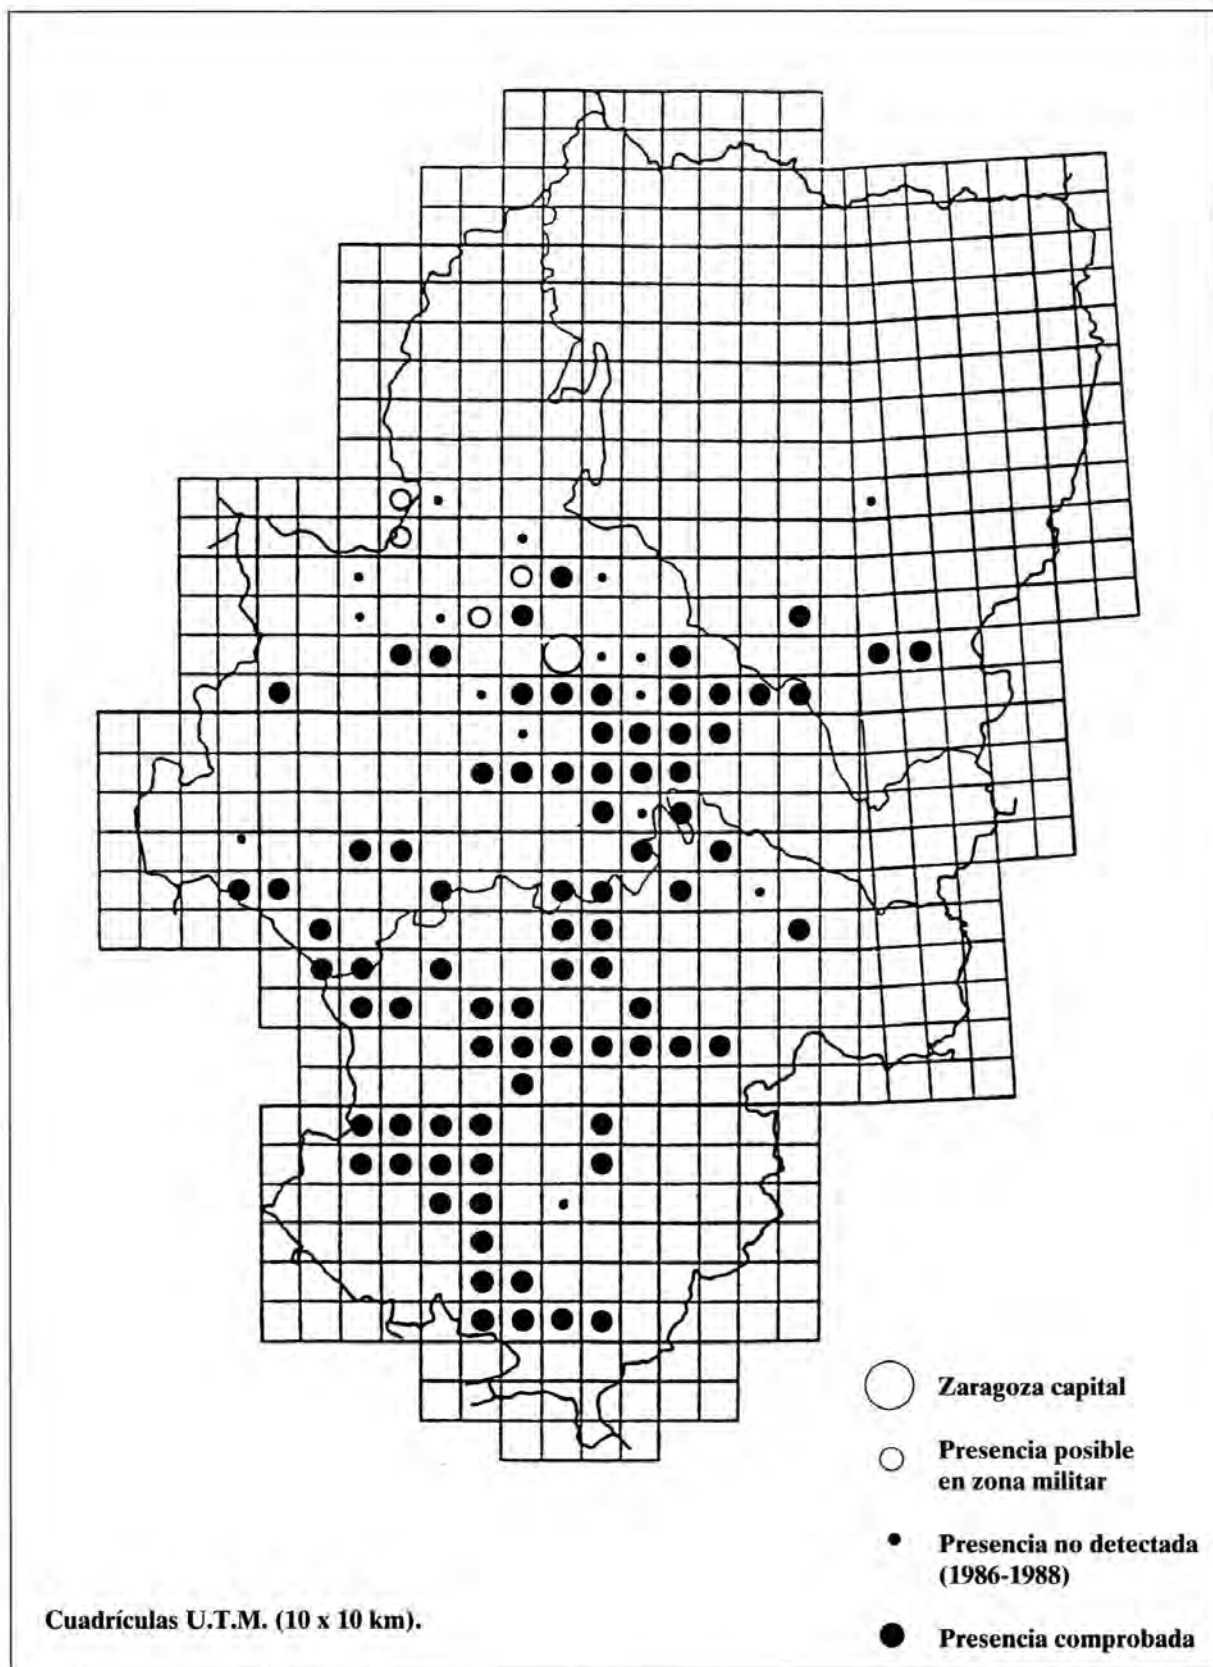 Zaragoza capital
Presencia posible
en zona militar
Presencia no detectada
(1986-1988)
Cuadrículas U.T.M. (10 x 10 km).
Presencia comprobada